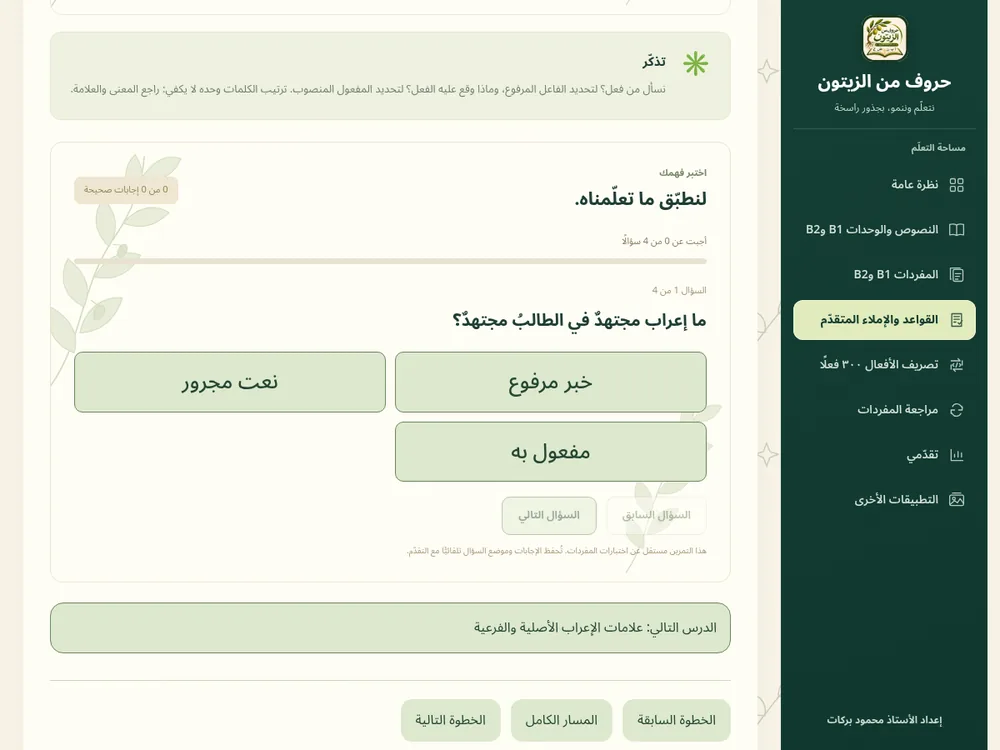 حروف من الزيتون
نتعلّم وننمو، بجذور راسخة
مساحة التعلّم
نظرة عامة
النصوص والوحدات B1 وB2
المفردات B1 وB2
القواعد والإملاء المتقدّم
تصريف الأفعال ٣٠٠ فعلًا
مراجعة المفردات
تقدّمي
التطبيقات الأخرى
إعداد الأستاذ محمود بركات
تذكّر
نسأل من فعل؟ لتحديد الفاعل المرفوع، وماذا وقع عليه الفعل؟ لتحديد المفعول المنصوب. ترتيب الكلمات وحده لا يكفي: راجع المعنى والعلامة.
اختبر فهمك
0 من 0 إجابات صحيحة
لنطبّق ما تعلّمناه.
أجبت عن 0 من 4 سؤالًا
السؤال 1 من 4
ما إعراب مجتهدٌ في الطالبُ مجتهدٌ؟
خبر مرفوع
نعت مجرور
مفعول به
السؤال السابق
السؤال التالي
هذا التمرين مستقل عن اختبارات المفردات. تُحفظ الإجابات وموضع السؤال تلقائيًا مع التقدّم.
الدرس التالي: علامات الإعراب الأصلية والفرعية
الخطوة السابقة
المسار الكامل
الخطوة التالية